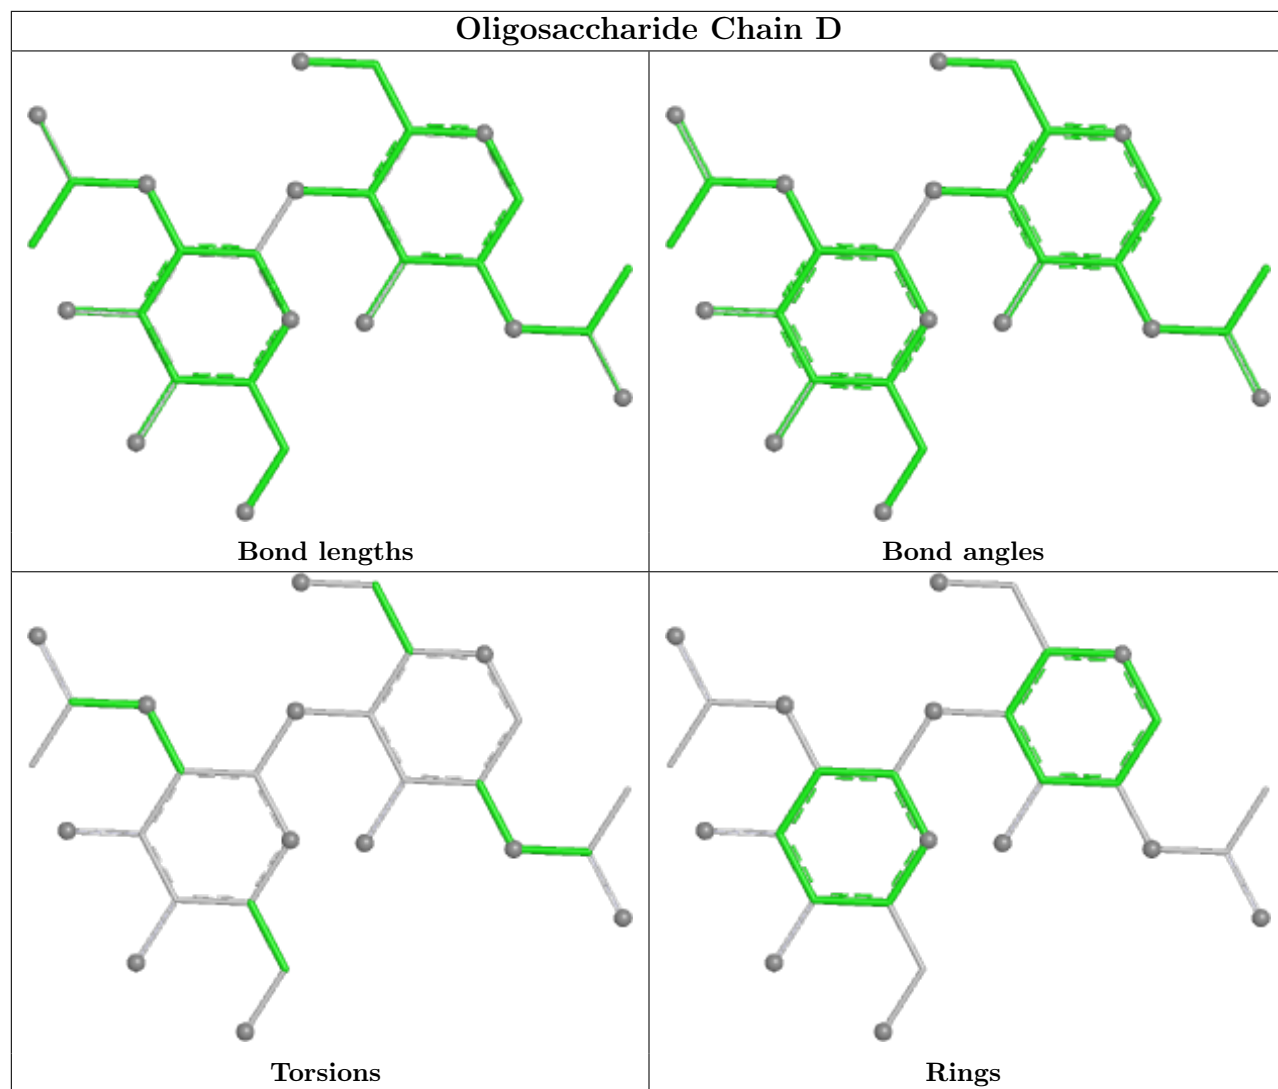 Oligosaccharide Chain D
Bond lengths
Bond angles
Torsions
Rings